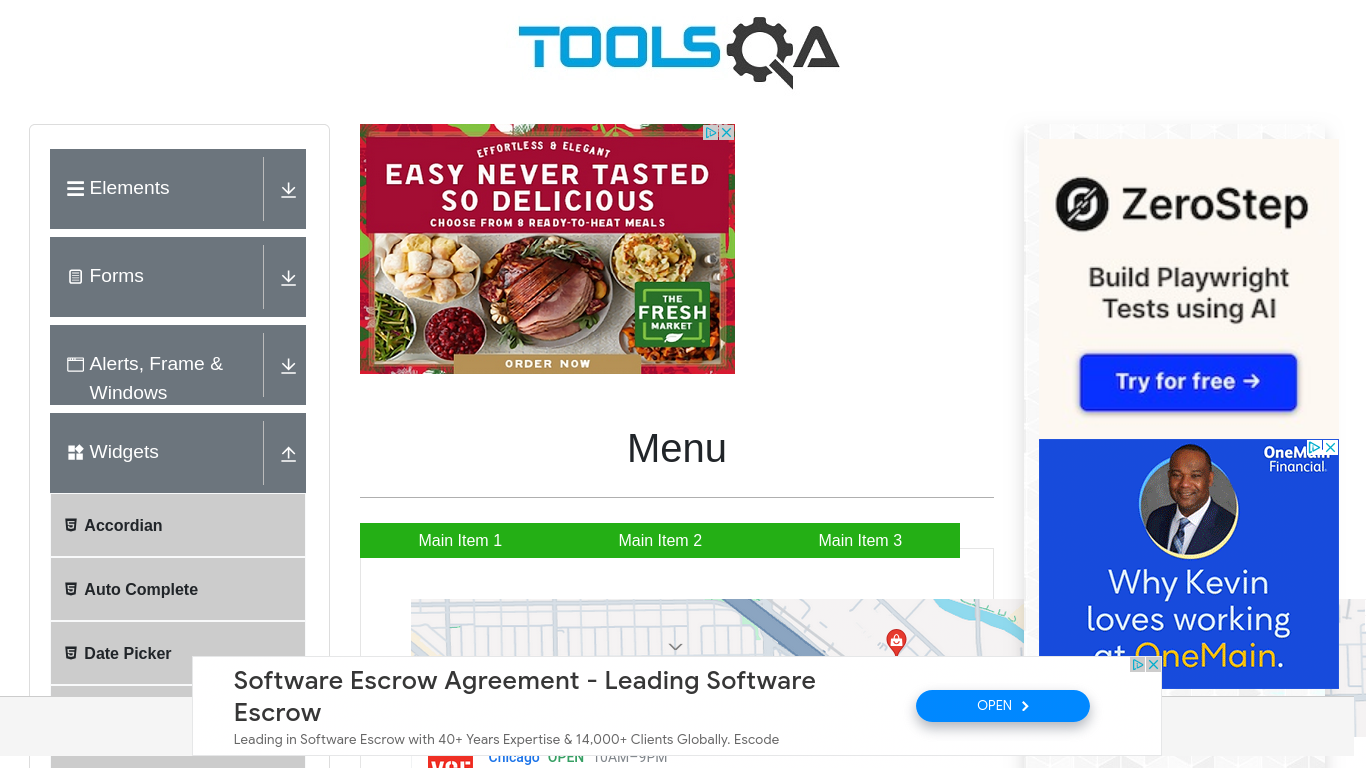 TOOLSQA
Elements
Forms
Alerts, Frame &
Windows
Widgets
Accordian
Auto Complete
Date Picker
EFFORTLESS & ELEGANT
EASY NEVER TASTED
SO DELICIOUS
CHOOSE FROM 8 READY-TO-HEAT MEALS
THE
FRESH
MARKET
ORDER NOW
Menu
Main Item 1
Main Item 2
Main Item 3
ZeroStep
Build Playwright
Tests using AI
Try for free →
OneMain
Financial.
Why Kevin
loves working
at OneMain.
Software Escrow Agreement - Leading Software
Escrow
Leading in Software Escrow with 40+ Years Expertise & 14,000+ Clients Globally. Escode
OPEN
Chicago OPEN 10AM–9PM